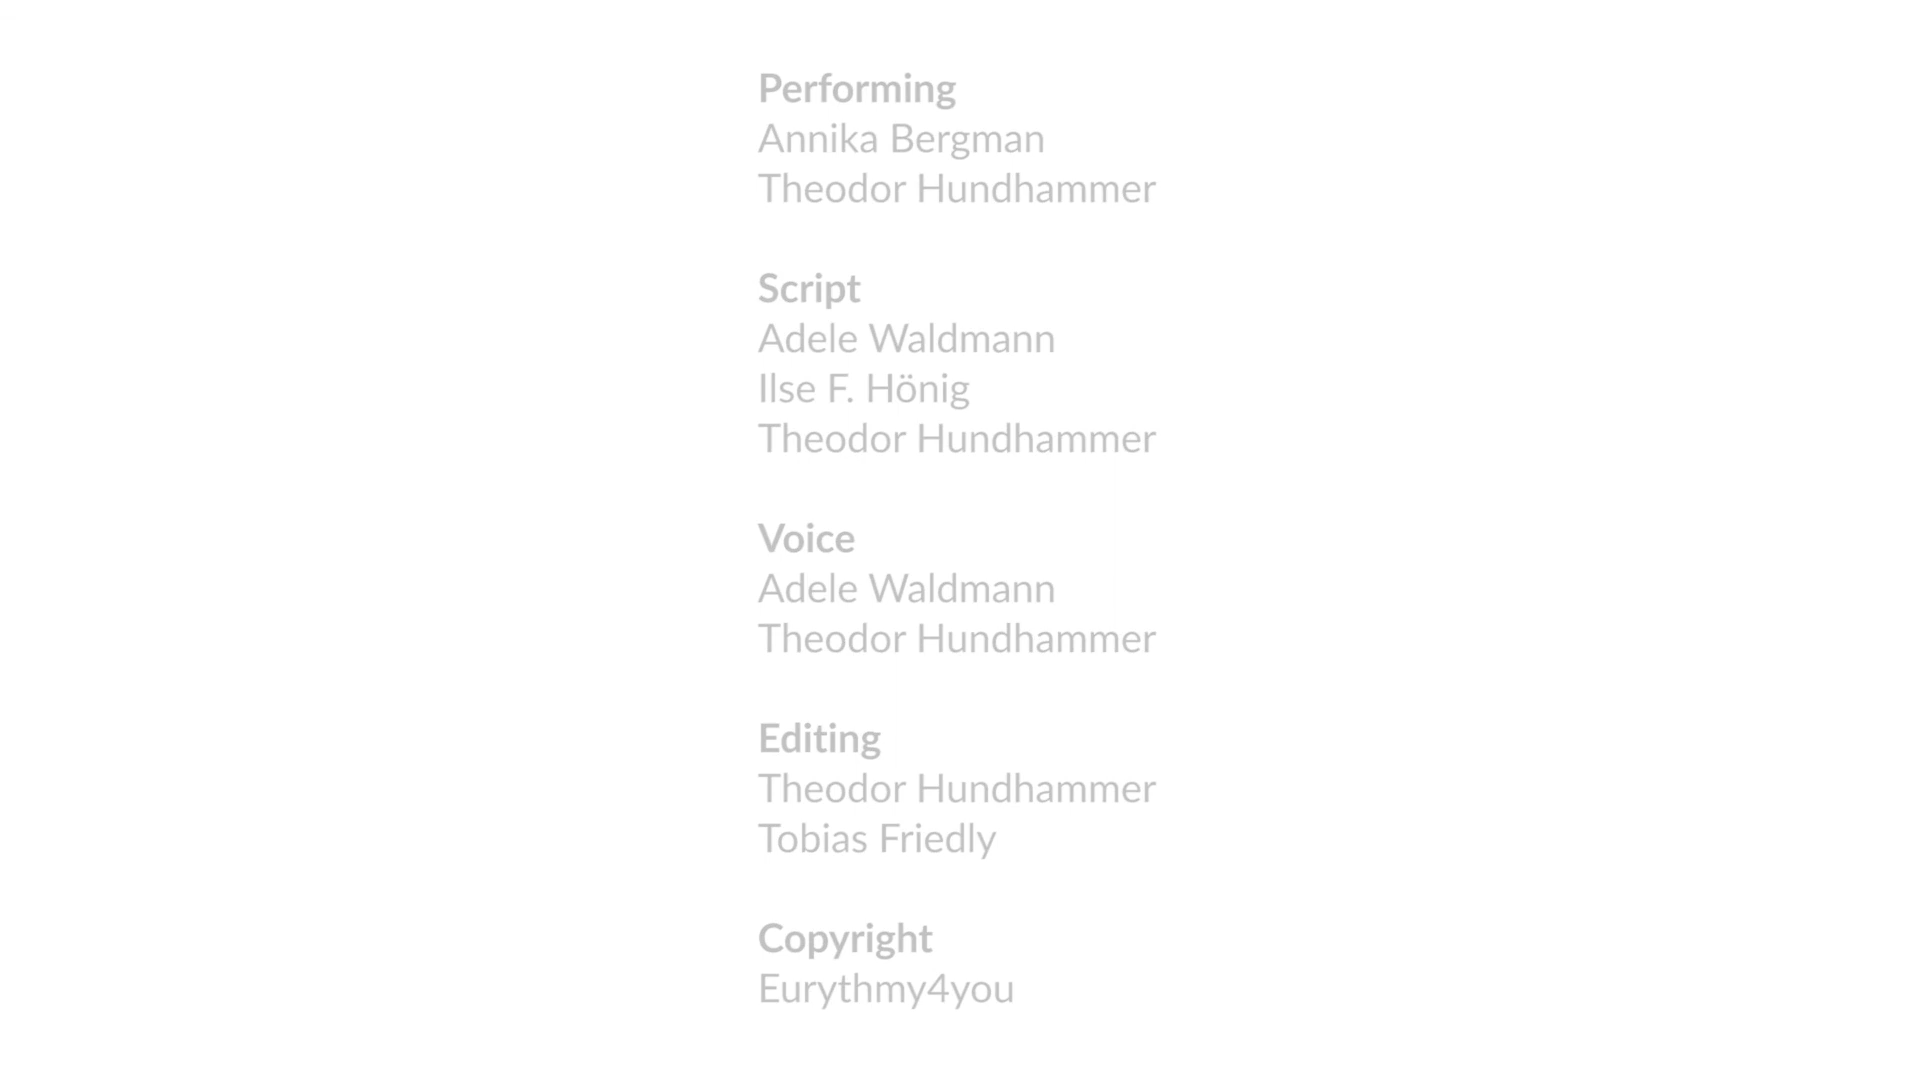 Performing
Annika Bergman
Theodor Hundhammer
Script
Adele Waldmann
Ilse F. Hönig
Theodor Hundhammer
Voice
Adele Waldmann
Theodor Hundhammer
Editing
Theodor Hundhammer
Tobias Friedly
Copyright
Eurythmy4you